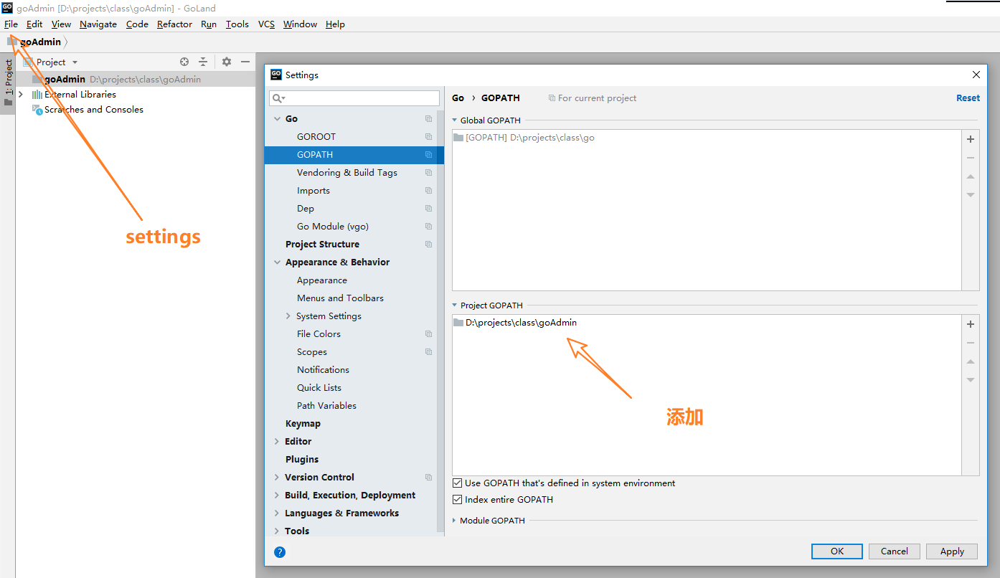 goAdmin [D:\projects\class\goAdmin] - GoLand
File Edit View Navigate Code Refactor Run Tools VCS Window Help
goAdmin
1: Project
Project
goAdmin D:\projects\class\goAdmin
External Libraries
Scratches and Consoles
settings
Settings
Go
GOROOT
GOPATH
Vendoring & Build Tags
Imports
Dep
Go Module (vgo)
Project Structure
Appearance & Behavior
Appearance
Menus and Toolbars
System Settings
File Colors
Scopes
Notifications
Quick Lists
Path Variables
Keymap
Editor
Plugins
Version Control
Build, Execution, Deployment
Languages & Frameworks
Tools
Go › GOPATH For current project Reset
Global GOPATH
[GOPATH] D:\projects\class\go
Project GOPATH
D:\projects\class\goAdmin
添加
Use GOPATH that's defined in system environment
Index entire GOPATH
Module GOPATH
OK Cancel Apply